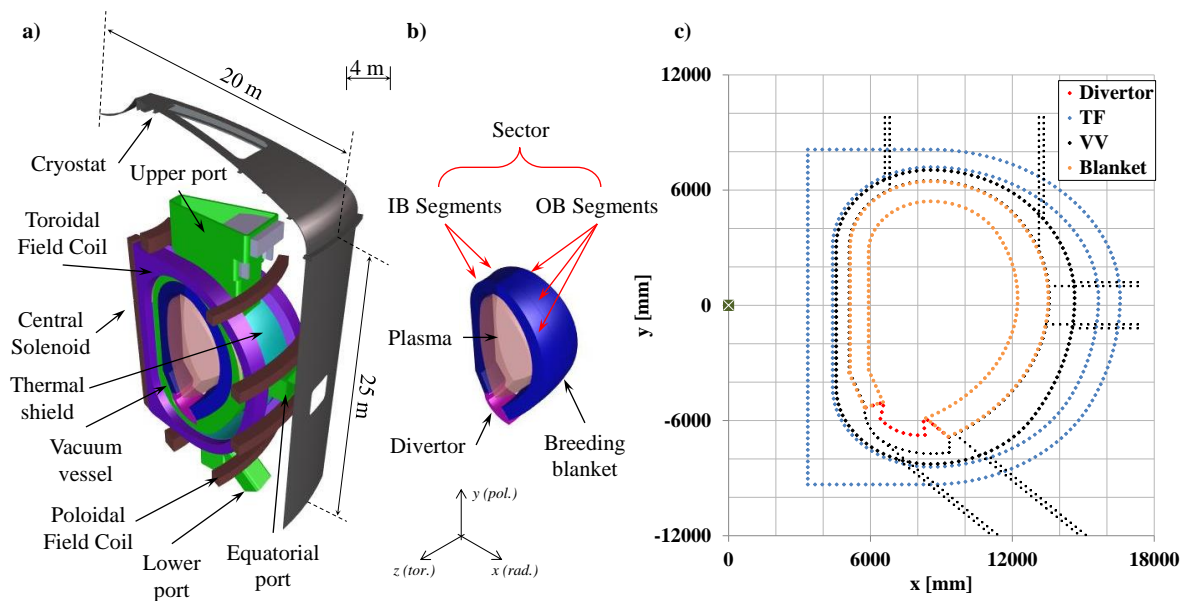 a)
20 m
4 m
Cryostat
Upper port
Toroidal
Field Coil
Central
Solenoid
Thermal
shield
Vacuum
vessel
Poloidal
Field Coil
Lower
port
Equatorial
port
25 m
b)
Sector
IB Segments
OB Segments
Plasma
Divertor
Breeding
blanket
y (pol.)
z (tor.)
x (rad.)
c)
12000
6000
0
-6000
-12000
y [mm]
Divertor
TF
VV
Blanket
0
6000
12000
18000
x [mm]